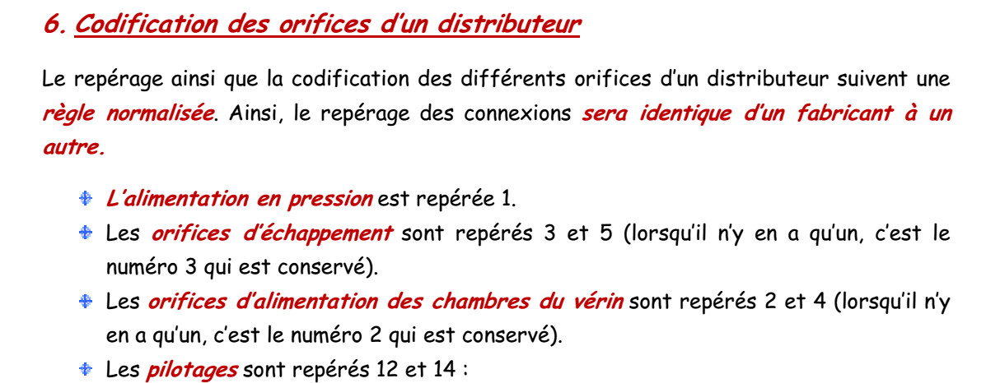 6. Codification des orifices d'un distributeur
Le repérage ainsi que la codification des différents orifices d'un distributeur suivent une
règle normalisée. Ainsi, le repérage des connexions sera identique d'un fabricant à un
autre.
L'alimentation en pression est repérée 1.
Les orifices d'échappement sont repérés 3 et 5 (lorsqu'il n'y en a qu'un, c'est le
numéro 3 qui est conservé).
Les orifices d'alimentation des chambres du vérin sont repérés 2 et 4 (lorsqu'il n'y
en a qu'un, c'est le numéro 2 qui est conservé).
Les pilotages sont repérés 12 et 14 :